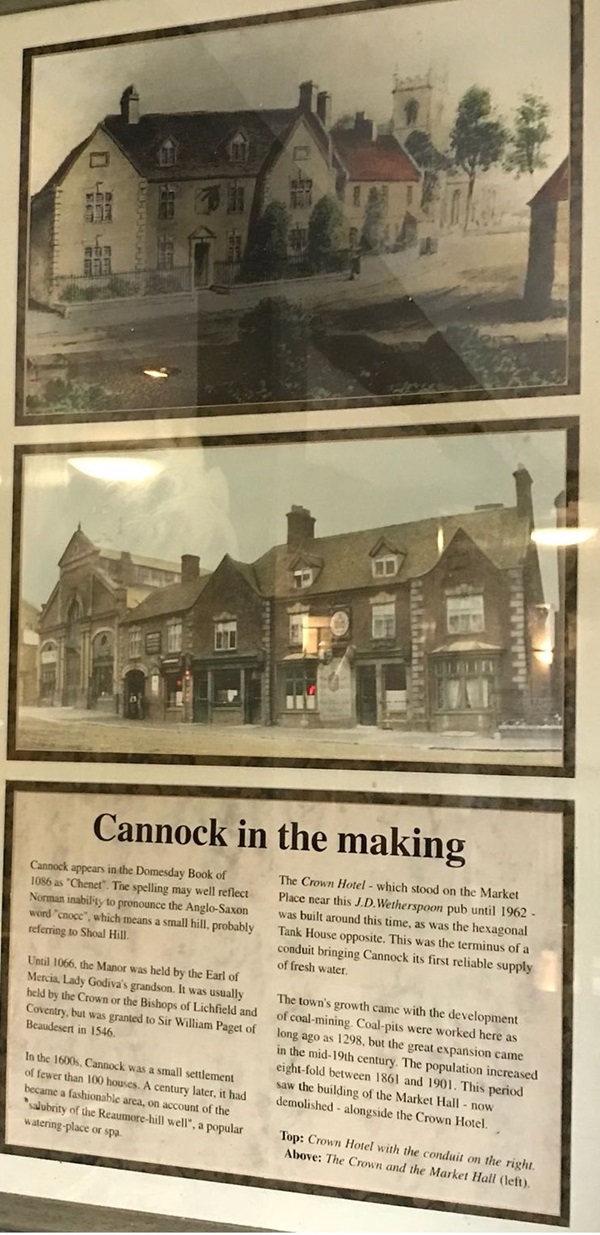 Cannock in the making
Cannock appears in the Domesday Book of
1086 as "Chenet". The spelling may well reflect
Norman inability to pronounce the Anglo-Saxon
word "cnocc", which means a small hill, probably
referring to Shoal Hill.
Until 1066, the Manor was held by the Earl of
Mercia, Lady Godiva's grandson. It was usually
held by the Crown or the Bishops of Lichfield and
Coventry, but was granted to Sir William Paget of
Beaudesert in 1546.
In the 1600s, Cannock was a small settlement
of fewer than 100 houses. A century later, it had
became a fashionable area, on account of the
"salubrity of the Reaumore-hill well", a popular
watering-place or spa.
The Crown Hotel - which stood on the Market
Place near this J.D.Wetherspoon pub until 1962 -
was built around this time, as was the hexagonal
Tank House opposite. This was the terminus of a
conduit bringing Cannock its first reliable supply
of fresh water.
The town's growth came with the development
of coal-mining. Coal-pits were worked here as
long ago as 1298, but the great expansion came
in the mid-19th century. The population increased
eight-fold between 1861 and 1901. This period
saw the building of the Market Hall - now
demolished - alongside the Crown Hotel.
Top: Crown Hotel with the conduit on the right.
Above: The Crown and the Market Hall (left).